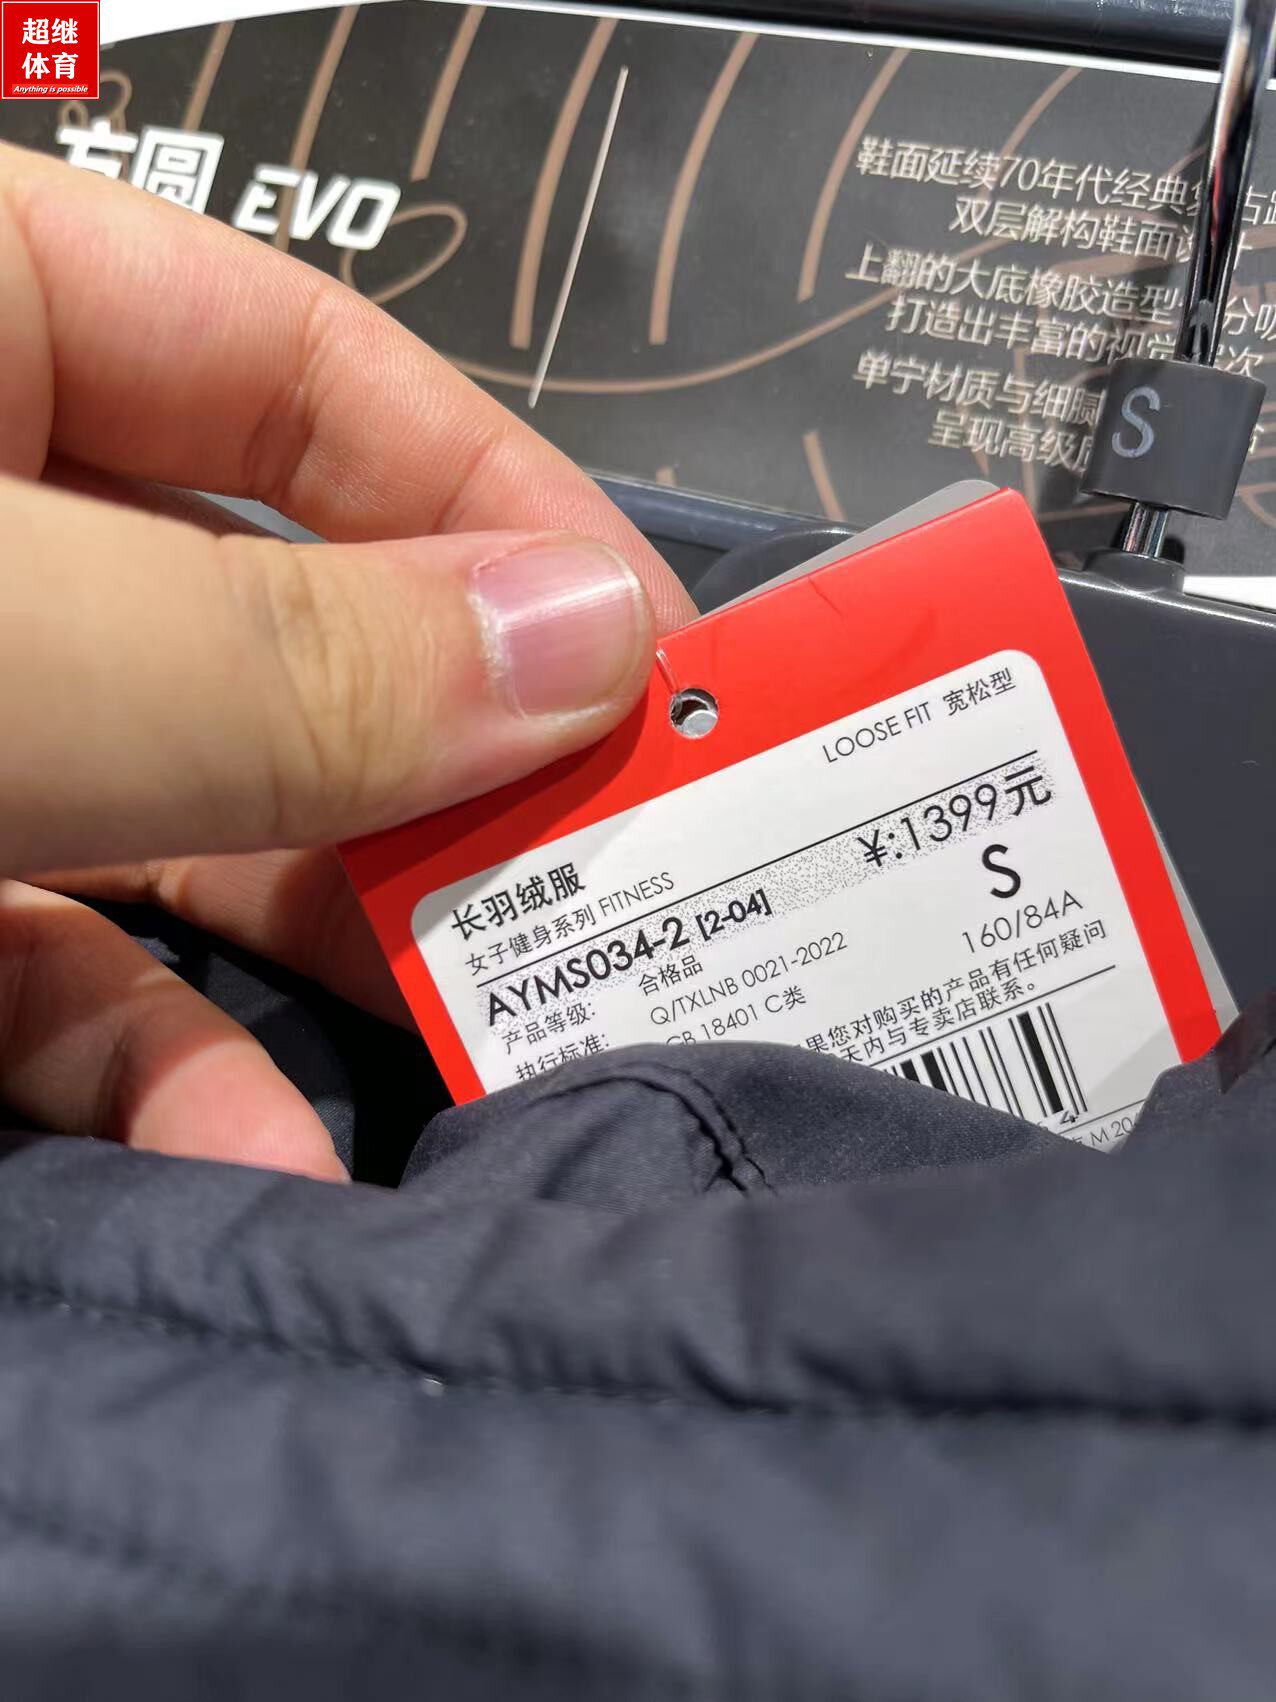 超继
体育
Anything is possible
方圆 EVO
鞋面延续70年代经典
双层解构鞋面
上翻的大底橡胶造型
打造出丰富的视觉
单宁材质与细腻
呈现高级
S
LOOSE FIT 宽松型
¥:1399元
长羽绒服
女子健身系列 FITNESS
AYMS034-2 [2-04]
S
160/84A
产品等级: 合格品
执行标准: Q/TXLNB 0021-2022
GB 18401 C类
果您对购买的产品有任何疑问
天内与专卖店联系。